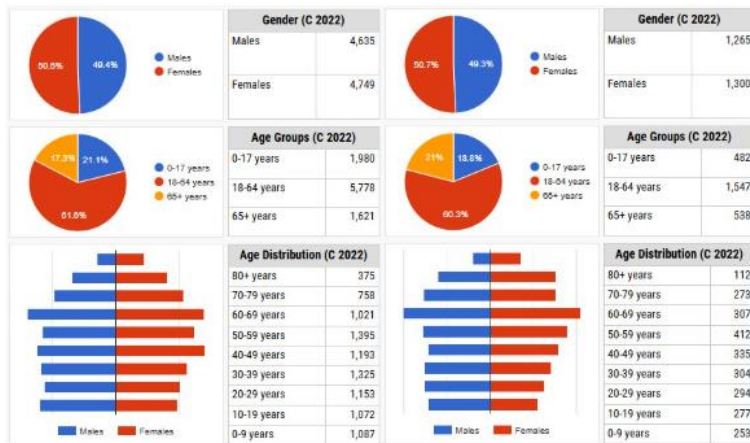 50.6%
49.4%
Males
Females
Gender (C 2022)
Males 4,635
Females 4,749
50.7%
49.3%
Males
Females
Gender (C 2022)
Males 1,265
Females 1,300
17.3%
21.1%
61.6%
0-17 years
18-64 years
65+ years
Age Groups (C 2022)
0-17 years 1,980
18-64 years 5,778
65+ years 1,621
21%
18.8%
60.3%
0-17 years
18-64 years
65+ years
Age Groups (C 2022)
0-17 years 482
18-64 years 1,547
65+ years 538
Males
Females
Age Distribution (C 2022)
80+ years 375
70-79 years 758
60-69 years 1,021
50-59 years 1,395
40-49 years 1,193
30-39 years 1,325
20-29 years 1,153
10-19 years 1,072
0-9 years 1,087
Males
Females
Age Distribution (C 2022)
80+ years 112
70-79 years 273
60-69 years 307
50-59 years 412
40-49 years 335
30-39 years 304
20-29 years 294
10-19 years 277
0-9 years 253